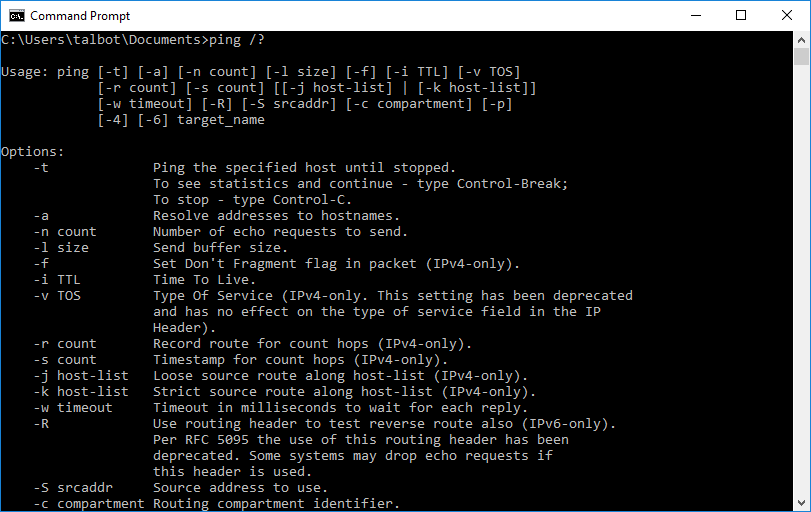 Command Prompt
C:\Users\talbot\Documents>ping /?
Usage: ping [-t] [-a] [-n count] [-l size] [-f] [-i TTL] [-v TOS]
            [-r count] [-s count] [[-j host-list] | [-k host-list]]
            [-w timeout] [-R] [-S srcaddr] [-c compartment] [-p]
            [-4] [-6] target_name
Options:
    -t             Ping the specified host until stopped.
                   To see statistics and continue - type Control-Break;
                   To stop - type Control-C.
    -a             Resolve addresses to hostnames.
    -n count       Number of echo requests to send.
    -l size        Send buffer size.
    -f             Set Don't Fragment flag in packet (IPv4-only).
    -i TTL         Time To Live.
    -v TOS         Type Of Service (IPv4-only. This setting has been deprecated
                   and has no effect on the type of service field in the IP
                   Header).
    -r count       Record route for count hops (IPv4-only).
    -s count       Timestamp for count hops (IPv4-only).
    -j host-list   Loose source route along host-list (IPv4-only).
    -k host-list   Strict source route along host-list (IPv4-only).
    -w timeout     Timeout in milliseconds to wait for each reply.
    -R             Use routing header to test reverse route also (IPv6-only).
                   Per RFC 5095 the use of this routing header has been
                   deprecated. Some systems may drop echo requests if
                   this header is used.
    -S srcaddr     Source address to use.
    -c compartment Routing compartment identifier.